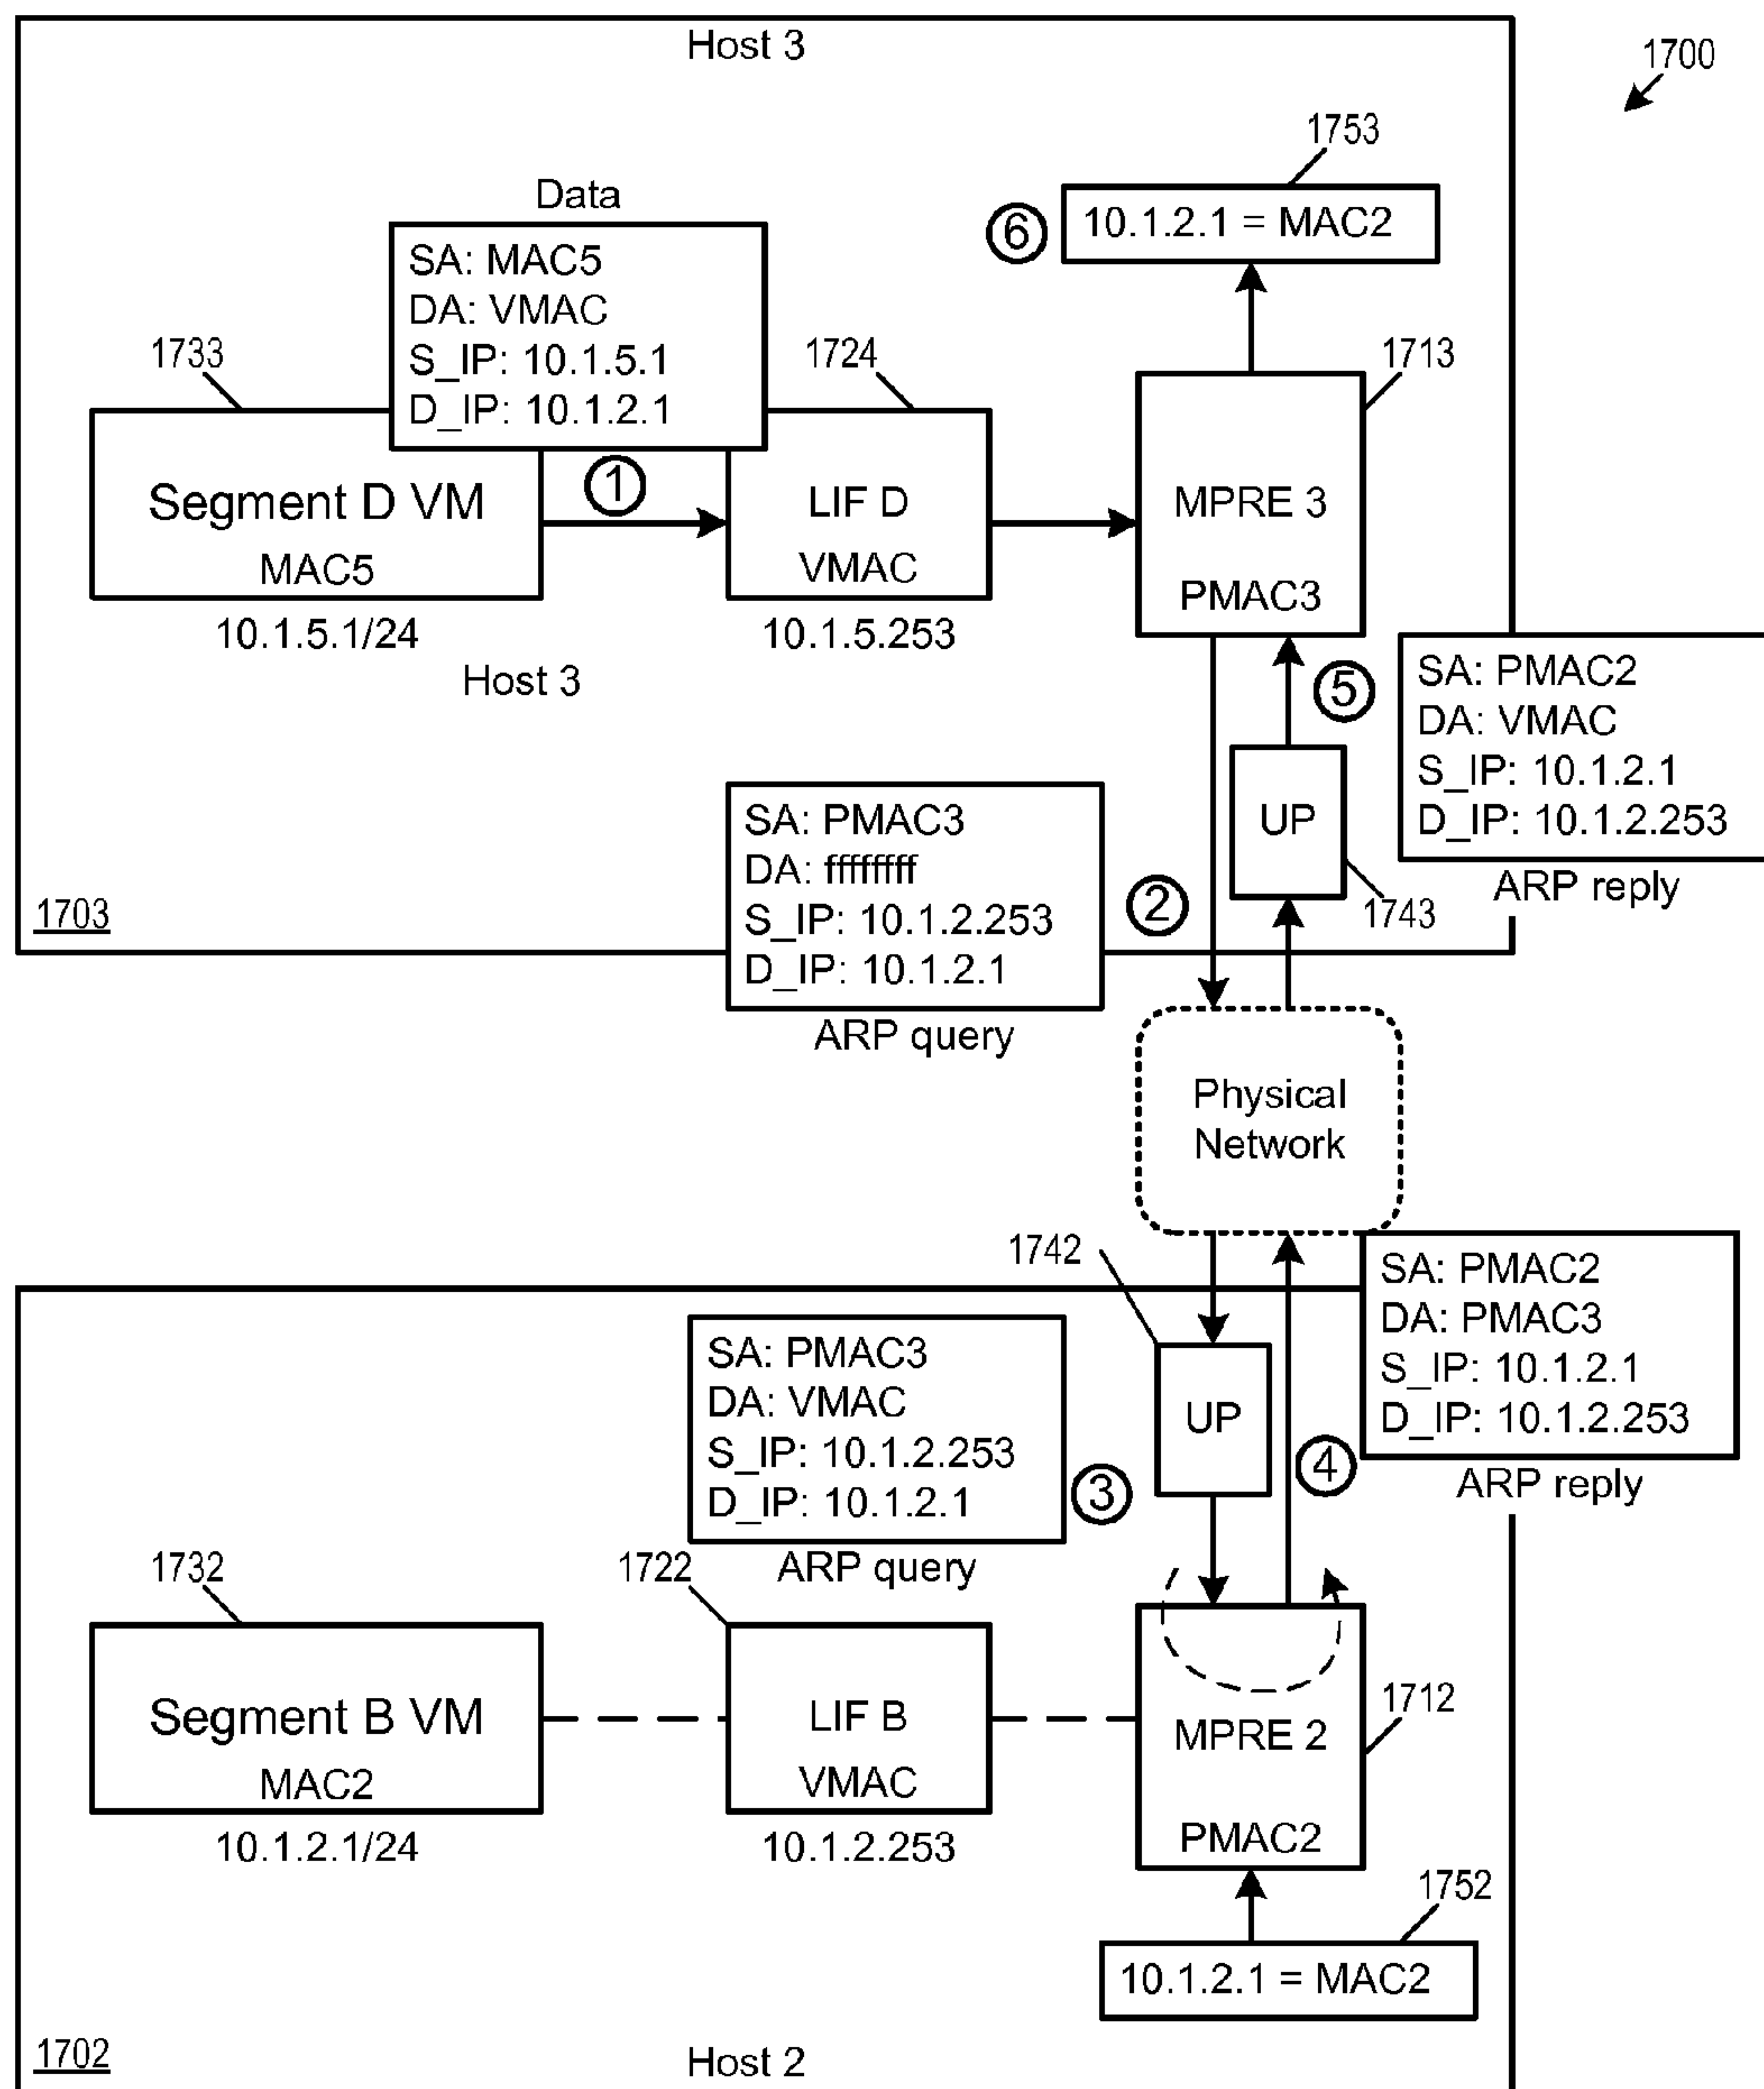 Host 3
1700
1753
Data
⑥
10.1.2.1 = MAC2
SA: MAC5
DA: VMAC
S_IP: 10.1.5.1
D_IP: 10.1.2.1
1733
1724
1713
Segment D VM
MAC5
10.1.5.1/24
①
LIF D
VMAC
10.1.5.253
MPRE 3
PMAC3
Host 3
⑤
SA: PMAC2
DA: VMAC
S_IP: 10.1.2.1
D_IP: 10.1.2.253
ARP reply
UP
1743
SA: PMAC3
DA: ffffffff
S_IP: 10.1.2.253
D_IP: 10.1.2.1
ARP query
②
1703
Physical
Network
1742
SA: PMAC2
DA: PMAC3
S_IP: 10.1.2.1
D_IP: 10.1.2.253
ARP reply
SA: PMAC3
DA: VMAC
S_IP: 10.1.2.253
D_IP: 10.1.2.1
ARP query
③
UP
④
1732
1722
1712
Segment B VM
MAC2
10.1.2.1/24
LIF B
VMAC
10.1.2.253
MPRE 2
PMAC2
1752
10.1.2.1 = MAC2
1702
Host 2